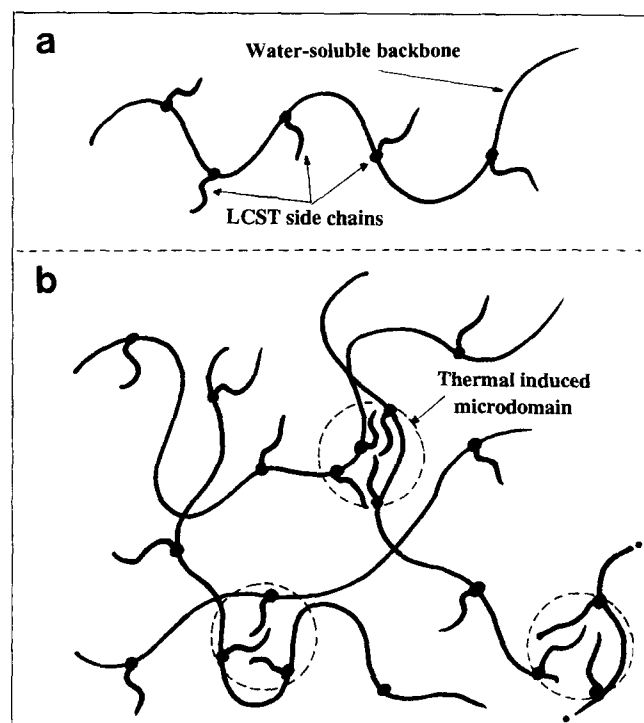 a
Water-soluble backbone
LCST side chains
b
Thermal induced
microdomain